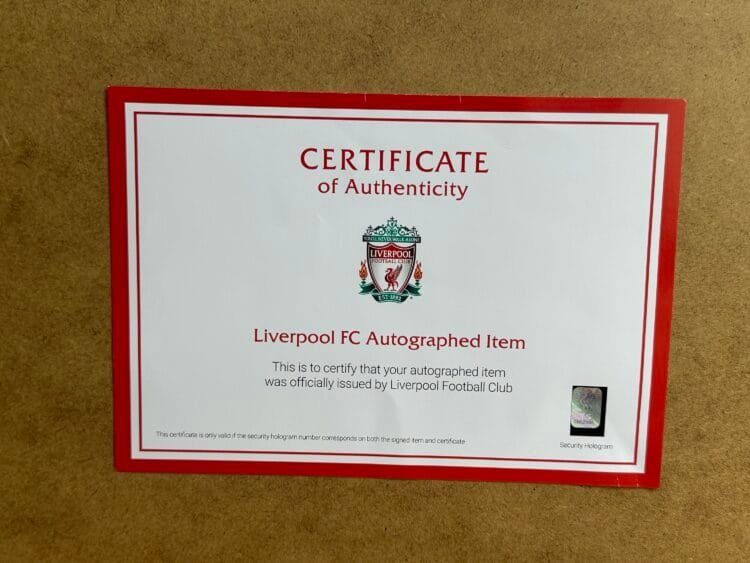 CERTIFICATE
of Authenticity
YOU'LL NEVER WALK ALONE
LIVERPOOL
FOOTBALL CLUB
EST·1892
Liverpool FC Autographed Item
This is to certify that your autographed item
was officially issued by Liverpool Football Club
This certificate is only valid if the security hologram number corresponds on both the signed item and certificate
Security Hologram